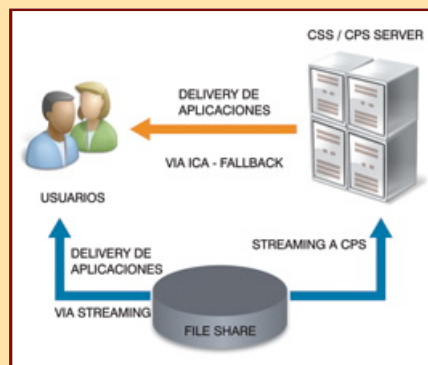 CSS / CPS SERVER
DELIVERY DE
APLICACIONES
VIA ICA - FALLBACK
USUARIOS
DELIVERY DE
APLICACIONES
STREAMING A CPS
VIA STREAMING
FILE SHARE